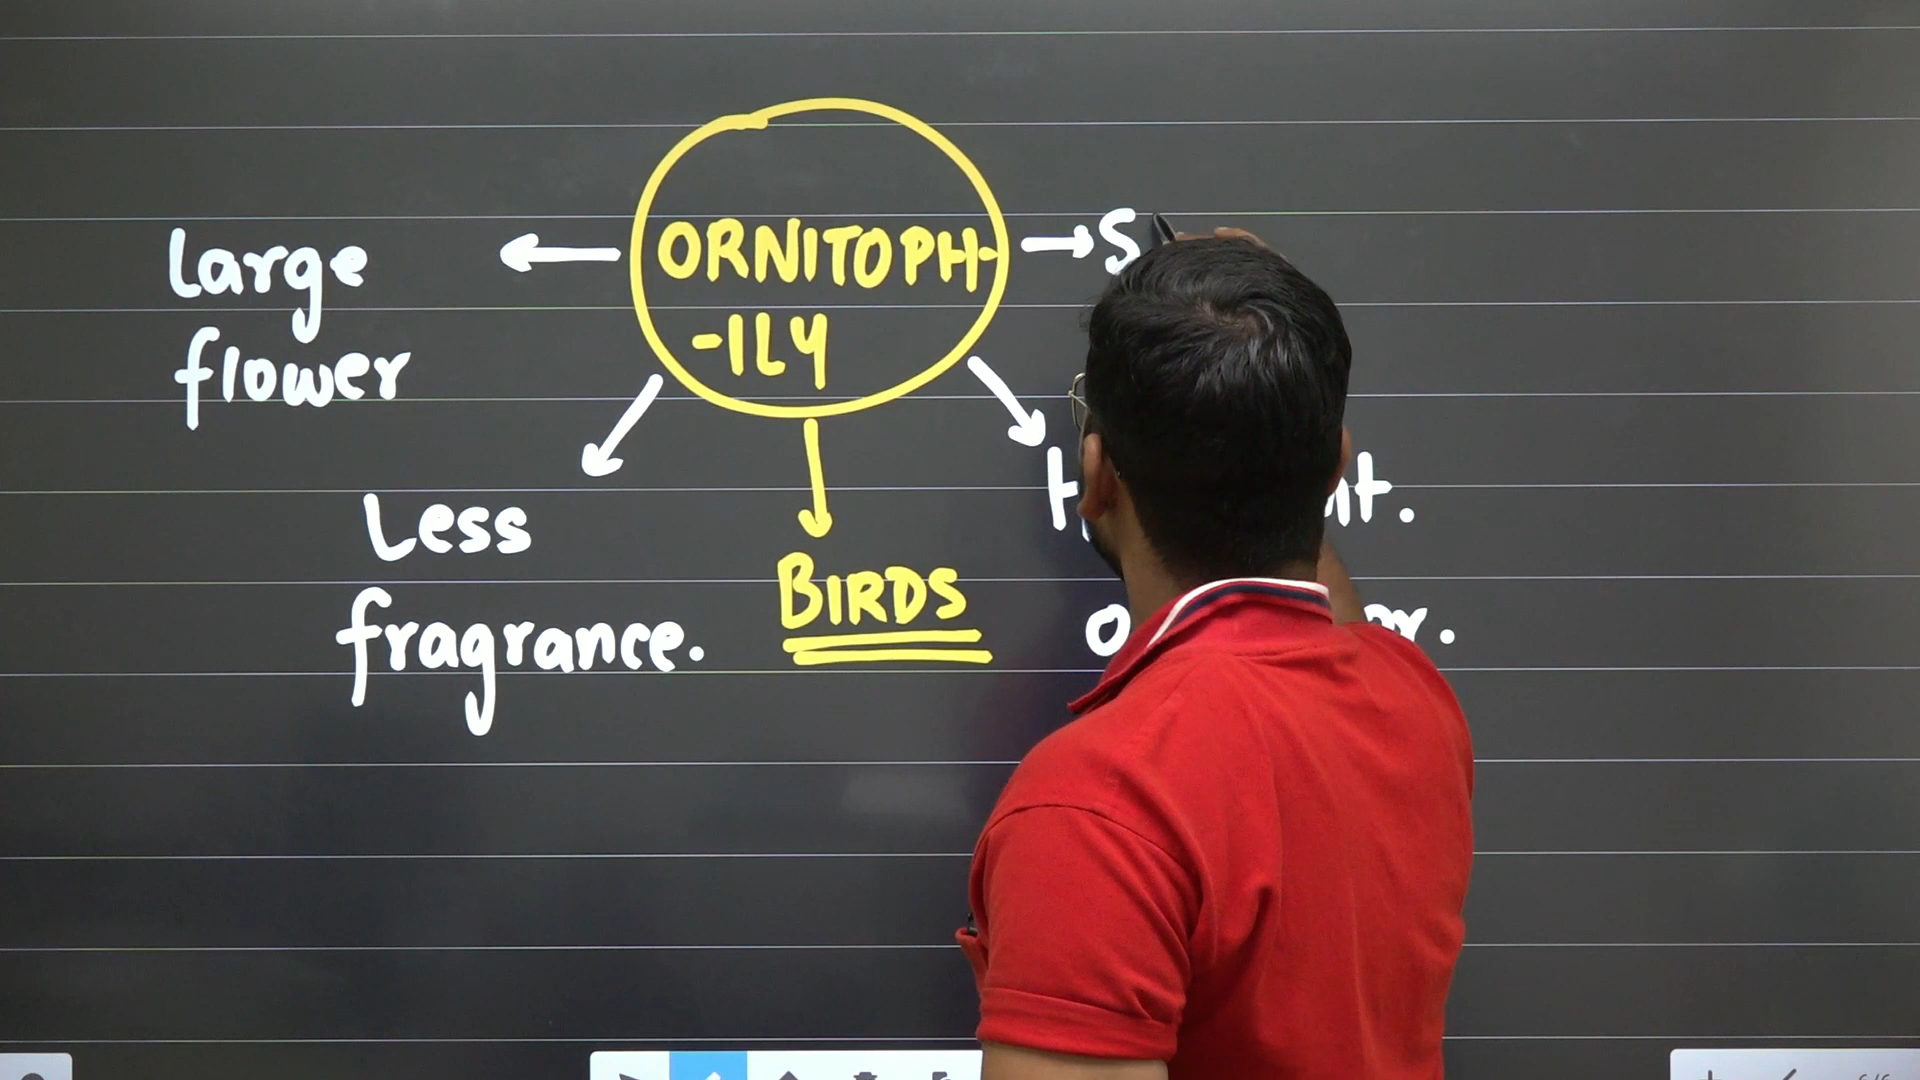 ORNITOPH-
-ILY
S
Large
flower
Less
fragrance.
BIRDS